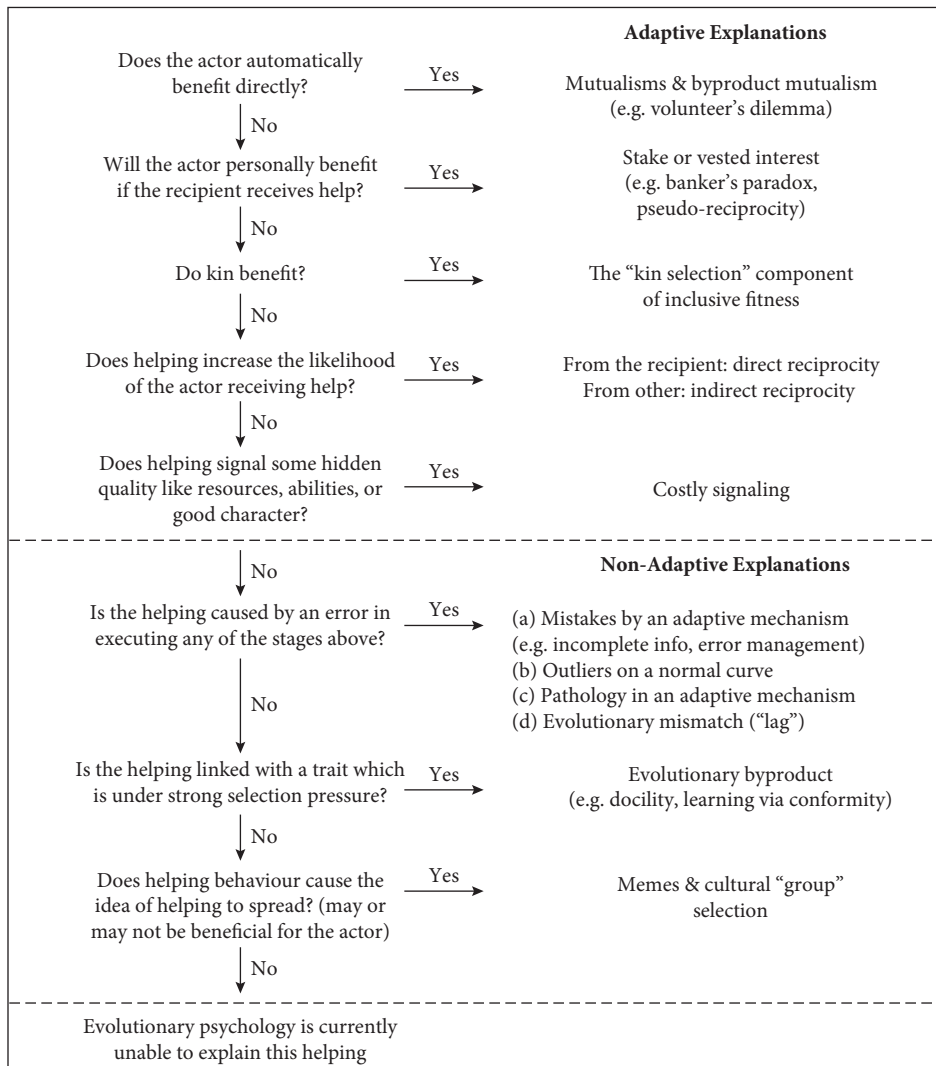 Adaptive Explanations
Does the actor automatically
benefit directly?
Yes
Mutualisms & byproduct mutualism
(e.g. volunteer's dilemma)
No
Will the actor personally benefit
if the recipient receives help?
Yes
Stake or vested interest
(e.g. banker's paradox,
pseudo-reciprocity)
No
Do kin benefit?
Yes
The “kin selection” component
of inclusive fitness
No
Does helping increase the likelihood
of the actor receiving help?
Yes
From the recipient: direct reciprocity
From other: indirect reciprocity
No
Does helping signal some hidden
quality like resources, abilities, or
good character?
Yes
Costly signaling
No
Non-Adaptive Explanations
Is the helping caused by an error in
executing any of the stages above?
Yes
(a) Mistakes by an adaptive mechanism
(e.g. incomplete info, error management)
(b) Outliers on a normal curve
(c) Pathology in an adaptive mechanism
(d) Evolutionary mismatch (“lag”)
No
Is the helping linked with a trait which
is under strong selection pressure?
Yes
Evolutionary byproduct
(e.g. docility, learning via conformity)
No
Does helping behaviour cause the
idea of helping to spread? (may or
may not be beneficial for the actor)
Yes
Memes & cultural “group”
selection
No
Evolutionary psychology is currently
unable to explain this helping